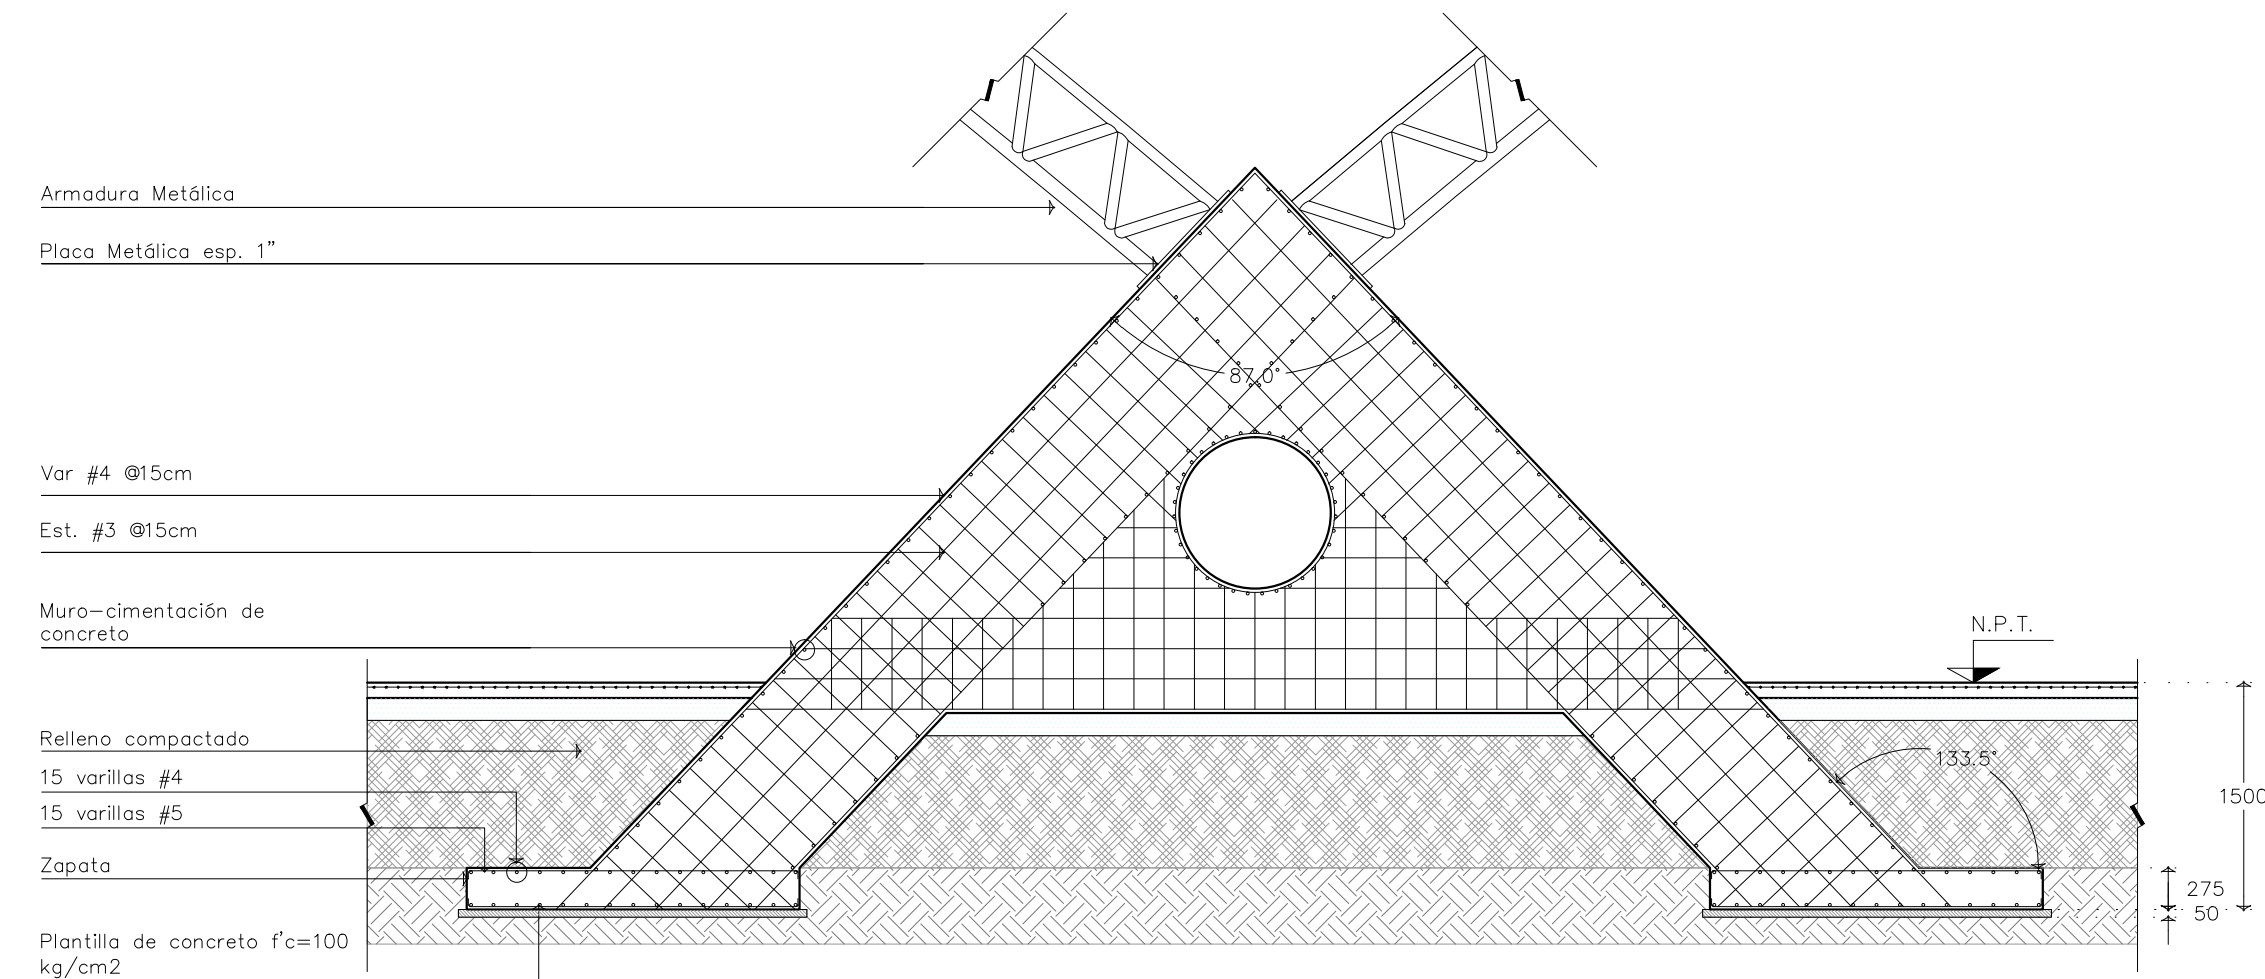 Armadura Metálica
Placa Metálica esp. 1”
87.0°
Var #4 @15cm
Est. #3 @15cm
Muro-cimentación de
concreto
N.P.T.
Relleno compactado
133.5°
15 varillas #4
1500
15 varillas #5
Zapata
275
50
Plantilla de concreto f'c=100
kg/cm2